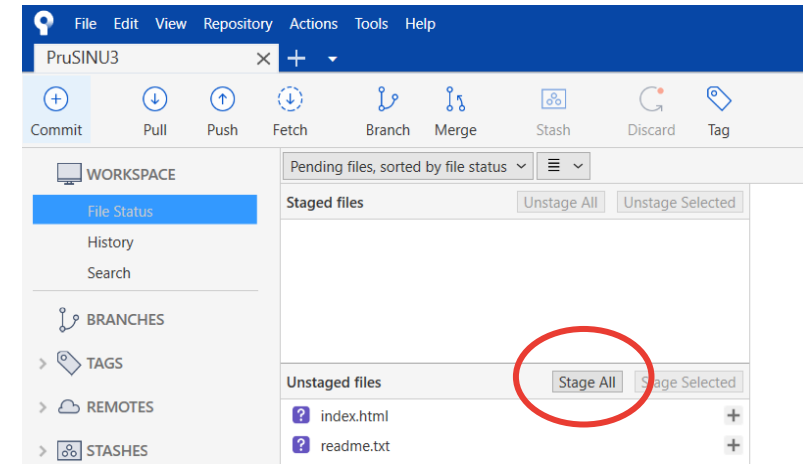 File Edit View Repository Actions Tools Help
PruSINU3
Commit Pull Push Fetch Branch Merge Stash Discard Tag
WORKSPACE
Pending files, sorted by file status
File Status
Staged files Unstage All Unstage Selected
History
Search
BRANCHES
TAGS
Unstaged files Stage All Stage Selected
REMOTES
index.html
readme.txt
STASHES